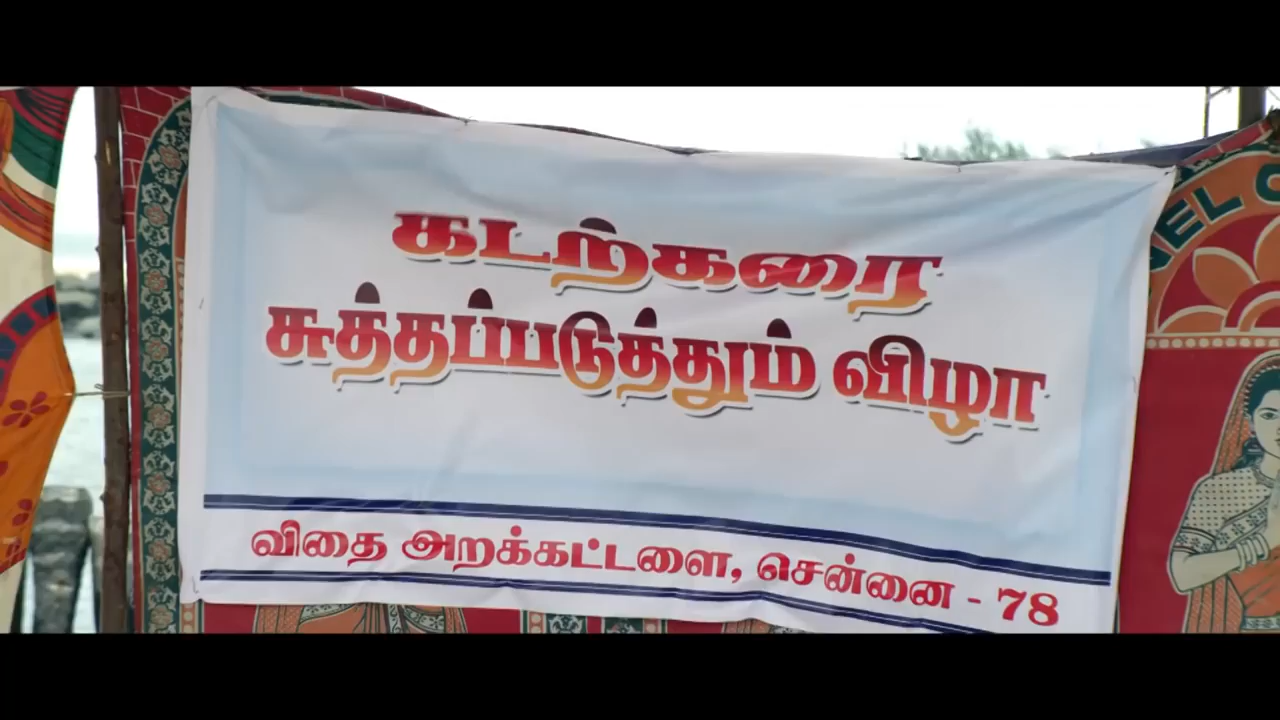 கடற்கரை
சுத்தப்படுத்தும் விழா
விதை அறக்கட்டளை, சென்னை - 78